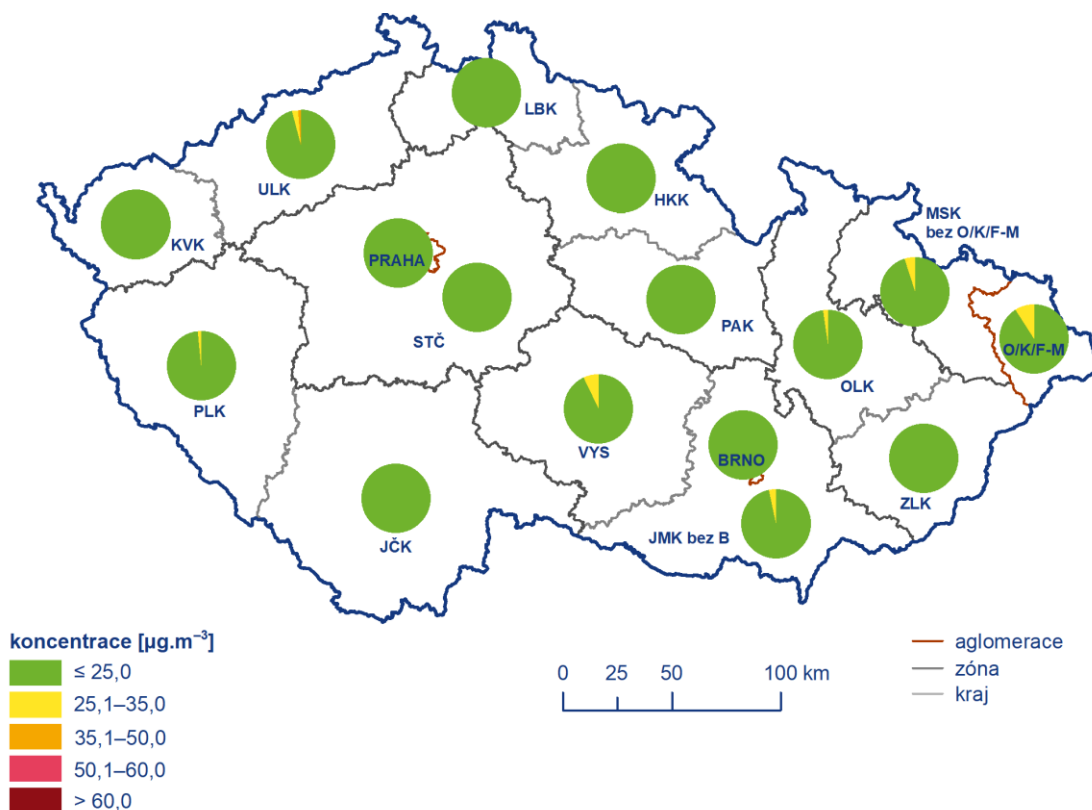 LBK
ULK
HKK
MSK
bez O/K/F-M
KVK
PRAHA
STČ
PAK
O/K/F-M
OLK
PLK
VYS
BRNO
ZLK
JMK bez B
JČK
koncentrace [µg.m⁻³]
≤ 25,0
25,1–35,0
35,1–50,0
50,1–60,0
> 60,0
0 25 50 100 km
aglomerace
zóna
kraj